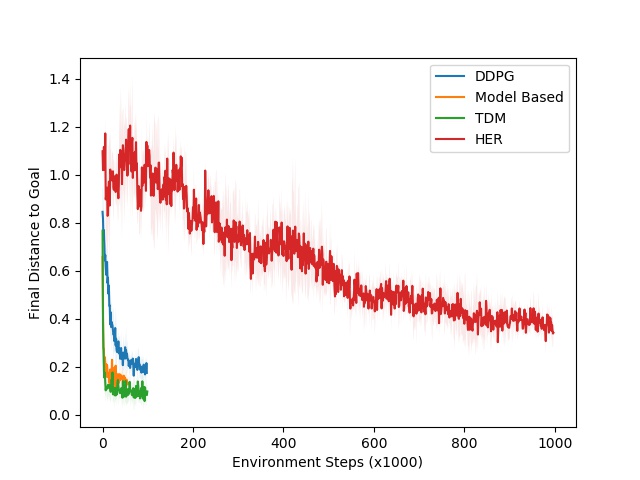 DDPG
Model Based
TDM
HER
Final Distance to Goal
1.4
1.2
1.0
0.8
0.6
0.4
0.2
0.0
0 200 400 600 800 1000
Environment Steps (x1000)